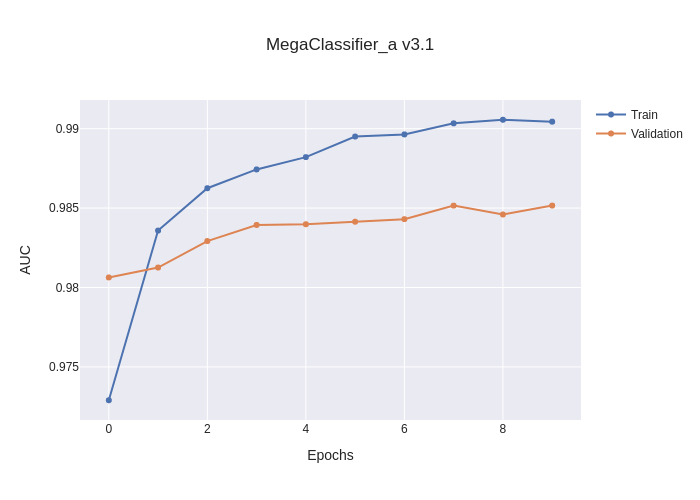 MegaClassifier_a v3.1
Train
Validation
AUC
0.99
0.985
0.98
0.975
0
2
4
6
8
Epochs